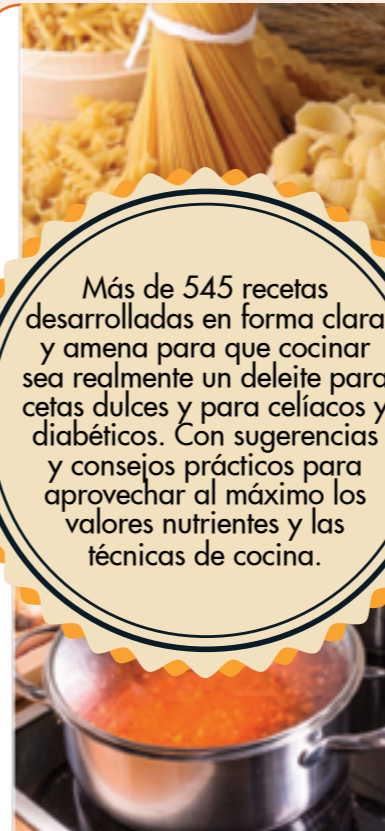 Más de 545 recetas
desarrolladas en forma clara
y amena para que cocinar
sea realmente un deleite para
cetas dulces y para celíacos y
diabéticos. Con sugerencias
y consejos prácticos para
aprovechar al máximo los
valores nutrientes y las
técnicas de cocina.